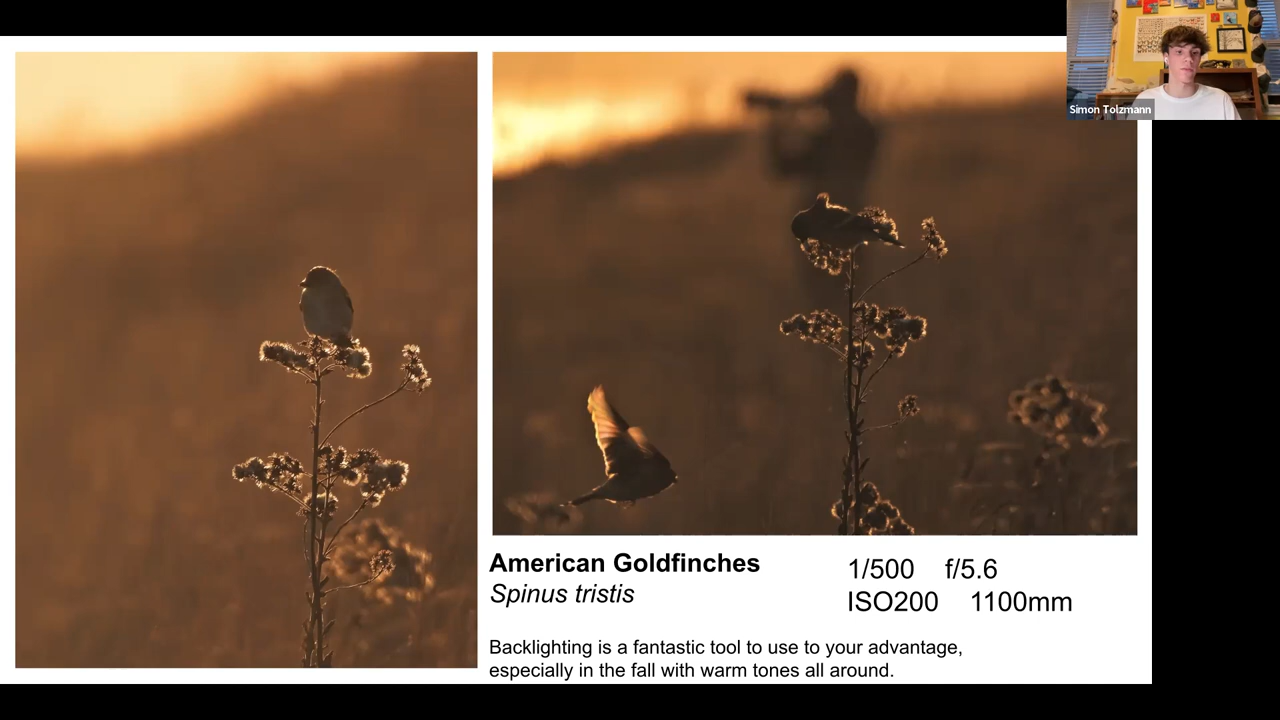 Simon Tolzmann
American Goldfinches
Spinus tristis
1/500 f/5.6
ISO200 1100mm
Backlighting is a fantastic tool to use to your advantage,
especially in the fall with warm tones all around.